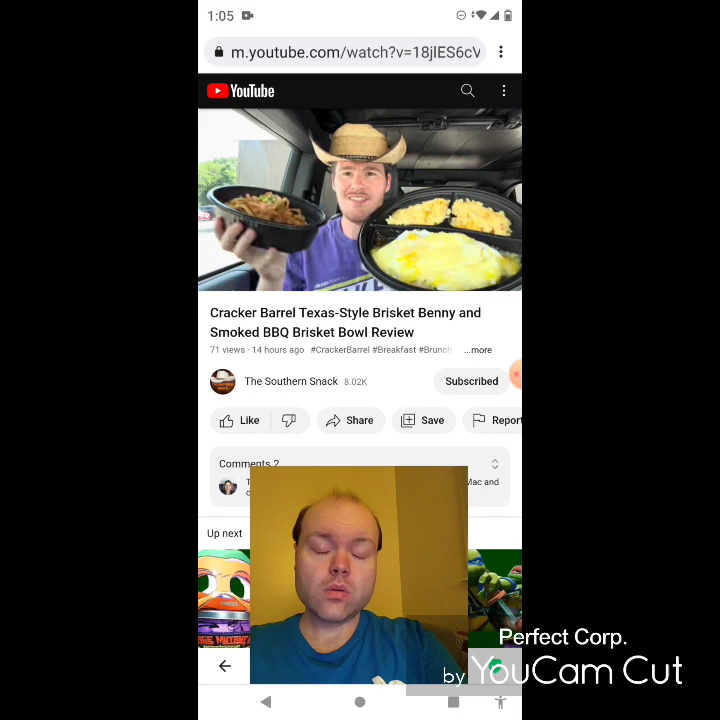 1:05
m.youtube.com/watch?v=18jlES6cV
YouTube
Cracker Barrel Texas-Style Brisket Benny and
Smoked BBQ Brisket Bowl Review
71 views · 14 hours ago #CrackerBarrel #Breakfast #Brunch ...more
The Southern Snack 8.02K Subscribed
Like Share Save Report
Comments 2
Mac and
Up next
Perfect Corp.
by YouCam Cut